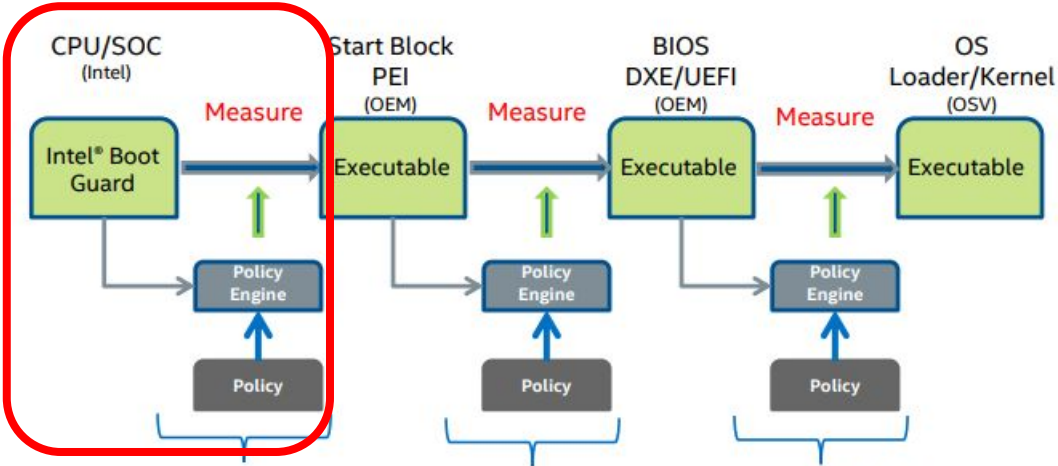 CPU/SOC
(Intel)
Start Block
PEI
(OEM)
BIOS
DXE/UEFI
(OEM)
OS
Loader/Kernel
(OSV)
Measure
Measure
Measure
Intel® Boot
Guard
Executable
Executable
Executable
Policy
Engine
Policy
Engine
Policy
Engine
Policy
Policy
Policy